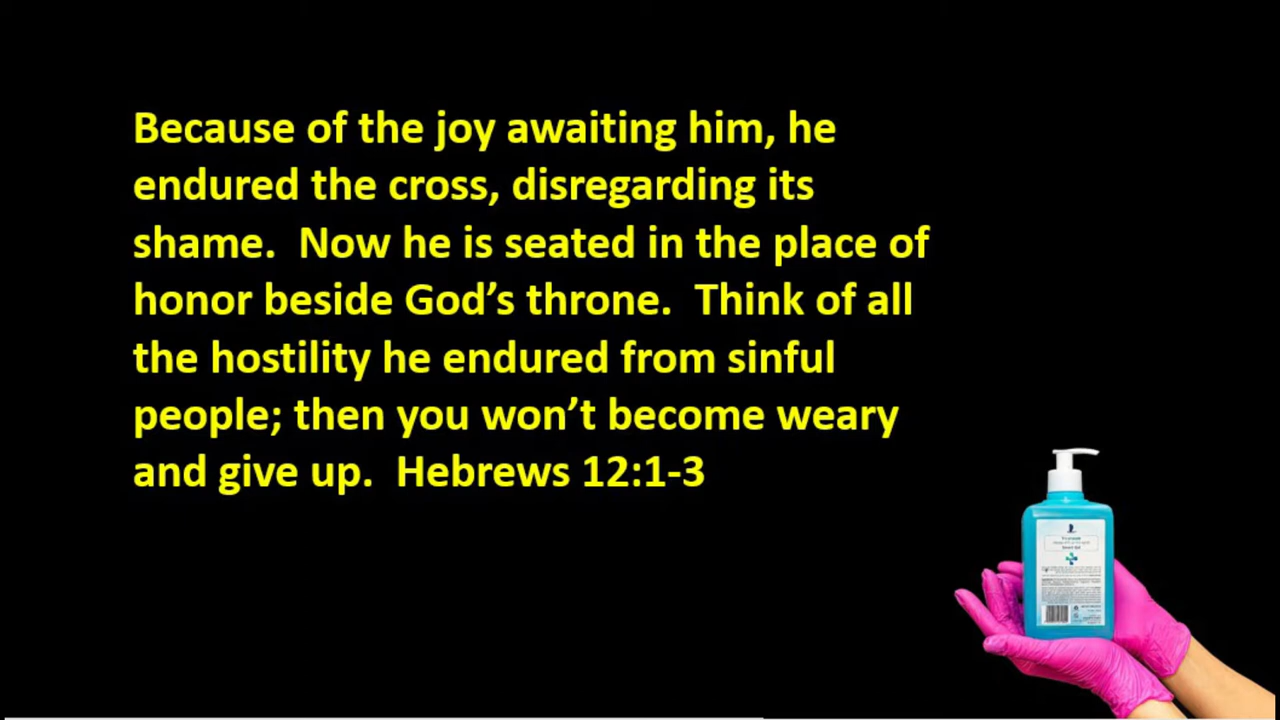 Because of the joy awaiting him, he
endured the cross, disregarding its
shame.  Now he is seated in the place of
honor beside God’s throne.  Think of all
the hostility he endured from sinful
people; then you won’t become weary
and give up.  Hebrews 12:1-3